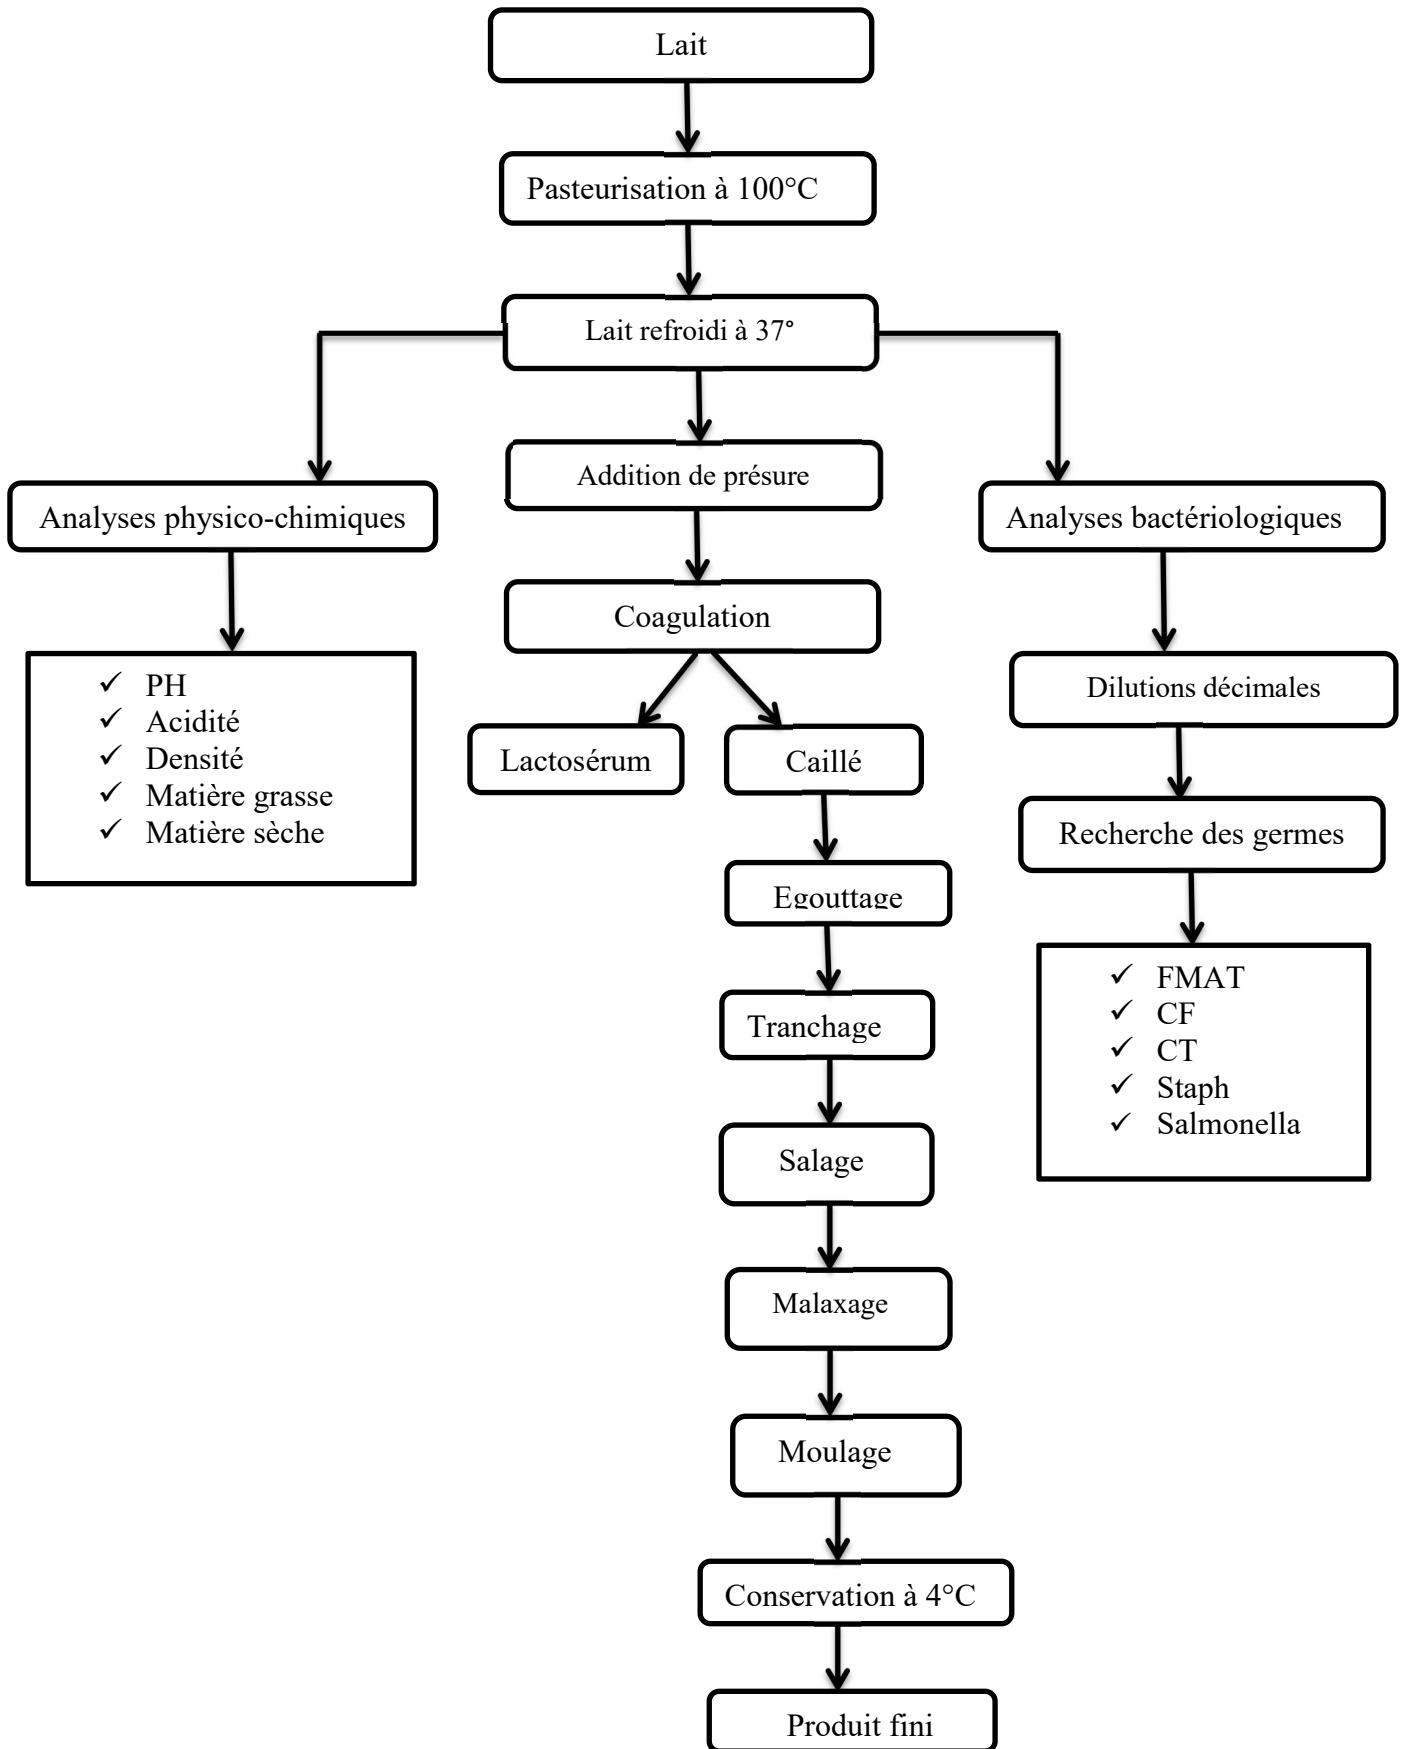 Lait
Pasteurisation à 100°C
Lait refroidi à 37°
Addition de présure
Analyses physico-chimiques
Analyses bactériologiques
Coagulation
✓ PH
✓ Acidité
✓ Densité
✓ Matière grasse
✓ Matière sèche
Dilutions décimales
Lactosérum
Caillé
Recherche des germes
Egouttage
✓ FMAT
✓ CF
✓ CT
✓ Staph
✓ Salmonella
Tranchage
Salage
Malaxage
Moulage
Conservation à 4°C
Produit fini